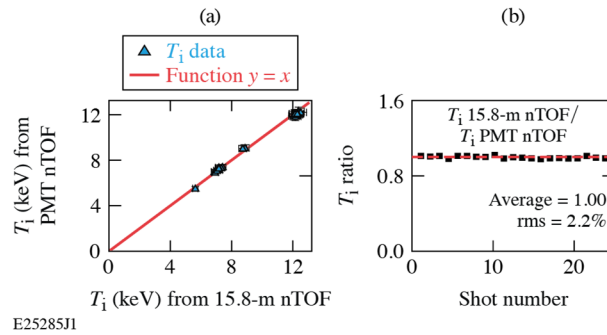 (a)
Ti data
Function y = x
Ti (keV) from
PMT nTOF
12
8
4
0
0
4
8
12
Ti (keV) from 15.8-m nTOF
(b)
Ti ratio
1.6
0.8
0.0
Ti 15.8-m nTOF/
Ti PMT nTOF
Average = 1.00
rms = 2.2%
0
10
20
Shot number
E25285J1